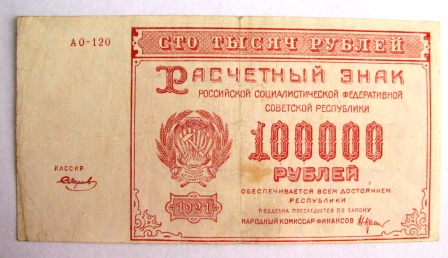 АО-120
СТО ТЫСЯЧ РУБЛЕЙ
РАСЧЕТНЫЙ ЗНАК
РОССИЙСКОЙ СОЦИАЛИСТИЧЕСКОЙ ФЕДЕРАТИВНОЙ
СОВЕТСКОЙ РЕСПУБЛИКИ
100000
РУБЛЕЙ
1921
ОБЕСПЕЧИВАЕТСЯ ВСЕМ ДОСТОЯНИЕМ
РЕСПУБЛИКИ
ПОДДЕЛКА ПРЕСЛЕДУЕТСЯ ПО ЗАКОНУ
НАРОДНЫЙ КОМИССАР ФИНАНСОВ
КАССИР